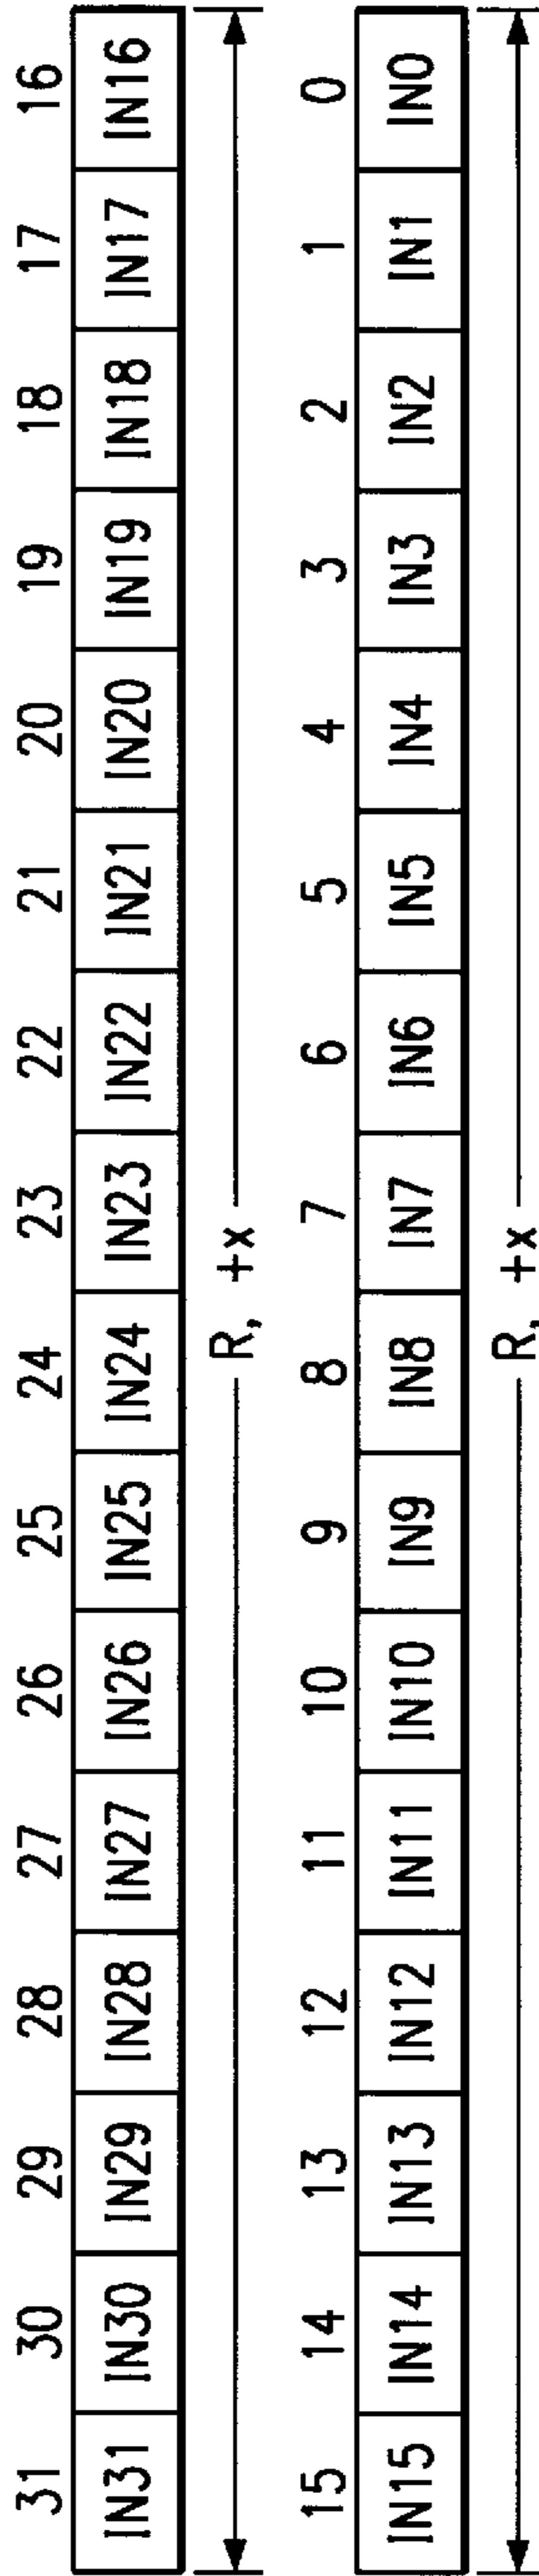 31 30 29 28 27 26 25 24 23 22 21 20 19 18 17 16
IN31 IN30 IN29 IN28 IN27 IN26 IN25 IN24 IN23 IN22 IN21 IN20 IN19 IN18 IN17 IN16
R, +x
15 14 13 12 11 10 9 8 7 6 5 4 3 2 1 0
IN15 IN14 IN13 IN12 IN11 IN10 IN9 IN8 IN7 IN6 IN5 IN4 IN3 IN2 IN1 IN0
R, +x